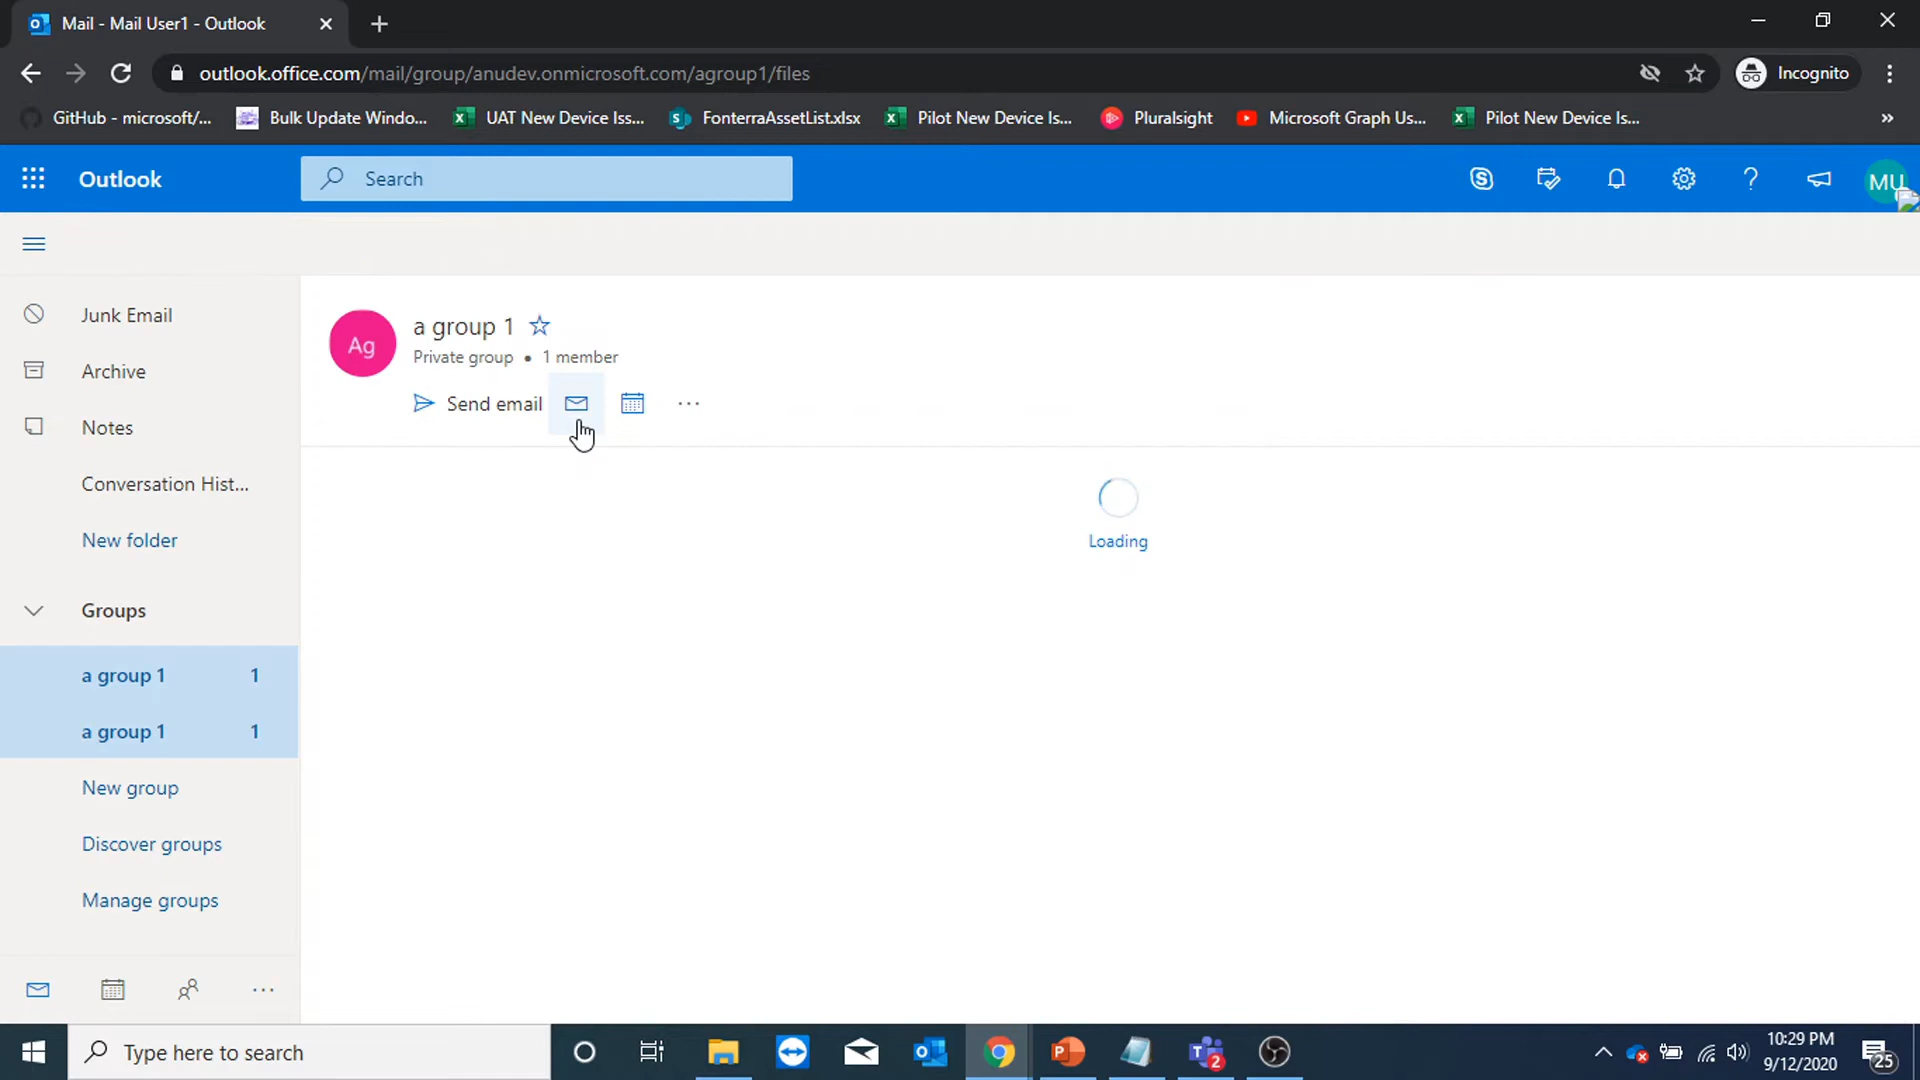 Mail - Mail User1 - Outlook
outlook.office.com/mail/group/anudev.onmicrosoft.com/agroup1/files
Incognito
GitHub - microsoft/...
Bulk Update Windo...
UAT New Device Iss...
FonterraAssetList.xlsx
Pilot New Device Is...
Pluralsight
Microsoft Graph Us...
Pilot New Device Is...
»
Outlook
Search
MU
Junk Email
Archive
Notes
Conversation Hist...
New folder
Groups
a group 1 1
a group 1 1
New group
Discover groups
Manage groups
Ag
a group 1
Private group • 1 member
Send email
Loading
Type here to search
2
10:29 PM
9/12/2020
25